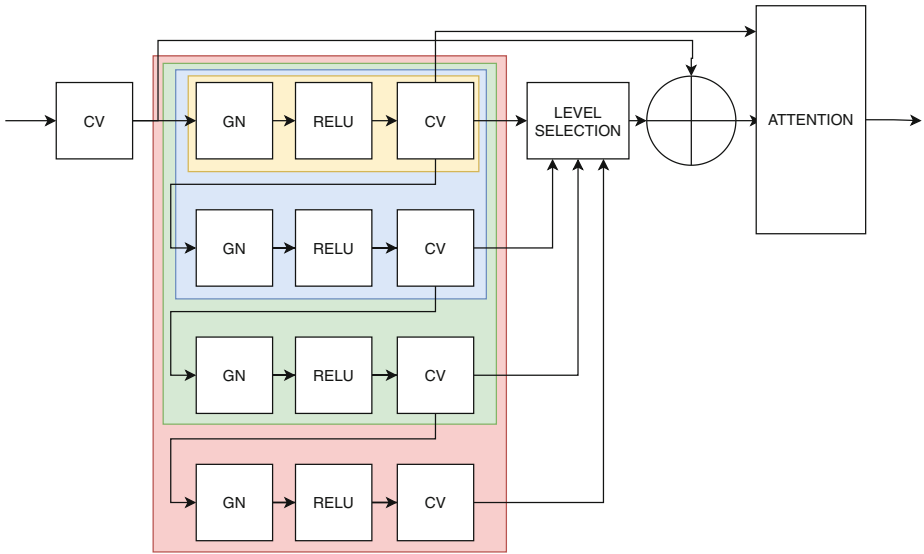 CV
GN
RELU
CV
LEVEL
SELECTION
ATTENTION
GN
RELU
CV
GN
RELU
CV
GN
RELU
CV